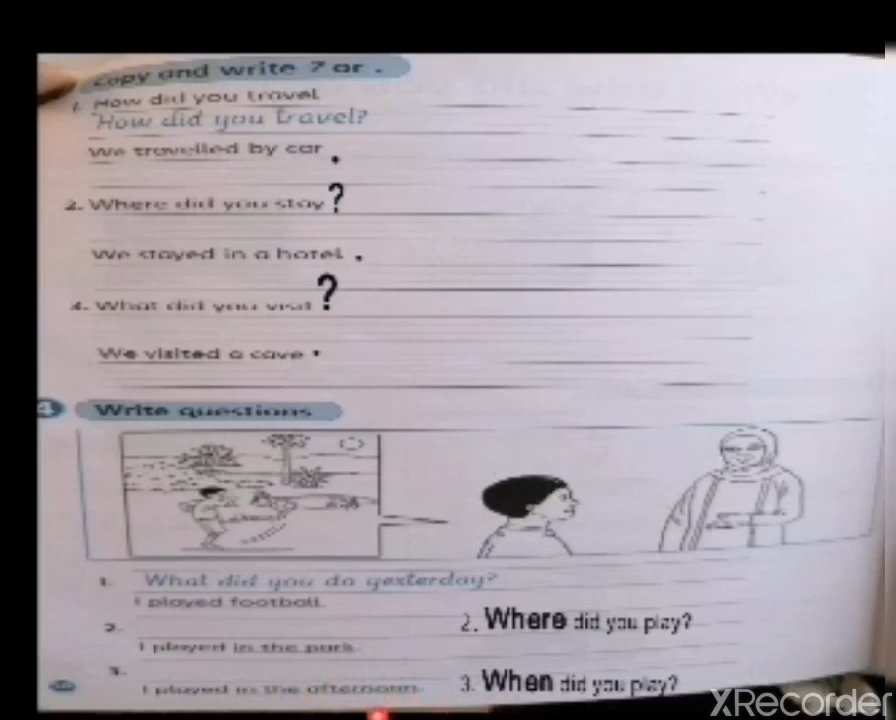 Copy and write ? or .
1. How did you travel
How did you travel?
We travelled by car .
2. Where did you stay ?
We stayed in a hotel .
3. What did you visit ?
We visited a cave .
4 Write questions
1. What did you do yesterday?
I played football.
2. 2. Where did you play?
I played in the park.
3.
I played in the afternoon. 3. When did you play?
XRecorder